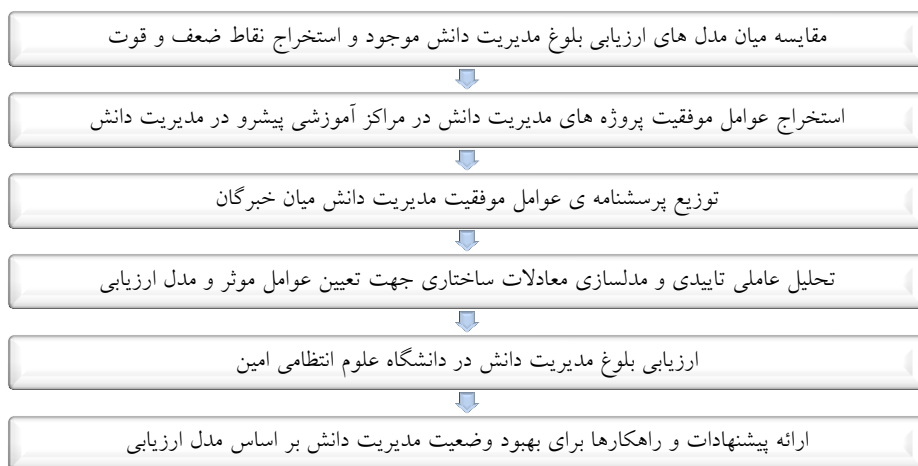 مقایسه میان مدل های ارزیابی بلوغ مدیریت دانش موجود و استخراج نقاط ضعف و قوت
استخراج عوامل موفقیت پروژه های مدیریت دانش در مراکز آموزشی پیشرو در مدیریت دانش
توزیع پرسشنامه ی عوامل موفقیت مدیریت دانش میان خبرگان
تحلیل عاملی تاییدی و مدلسازی معادلات ساختاری جهت تعیین عوامل موثر و مدل ارزیابی
ارزیابی بلوغ مدیریت دانش در دانشگاه علوم انتظامی امین
ارائه پیشنهادات و راهکارها برای بهبود وضعیت مدیریت دانش بر اساس مدل ارزیابی